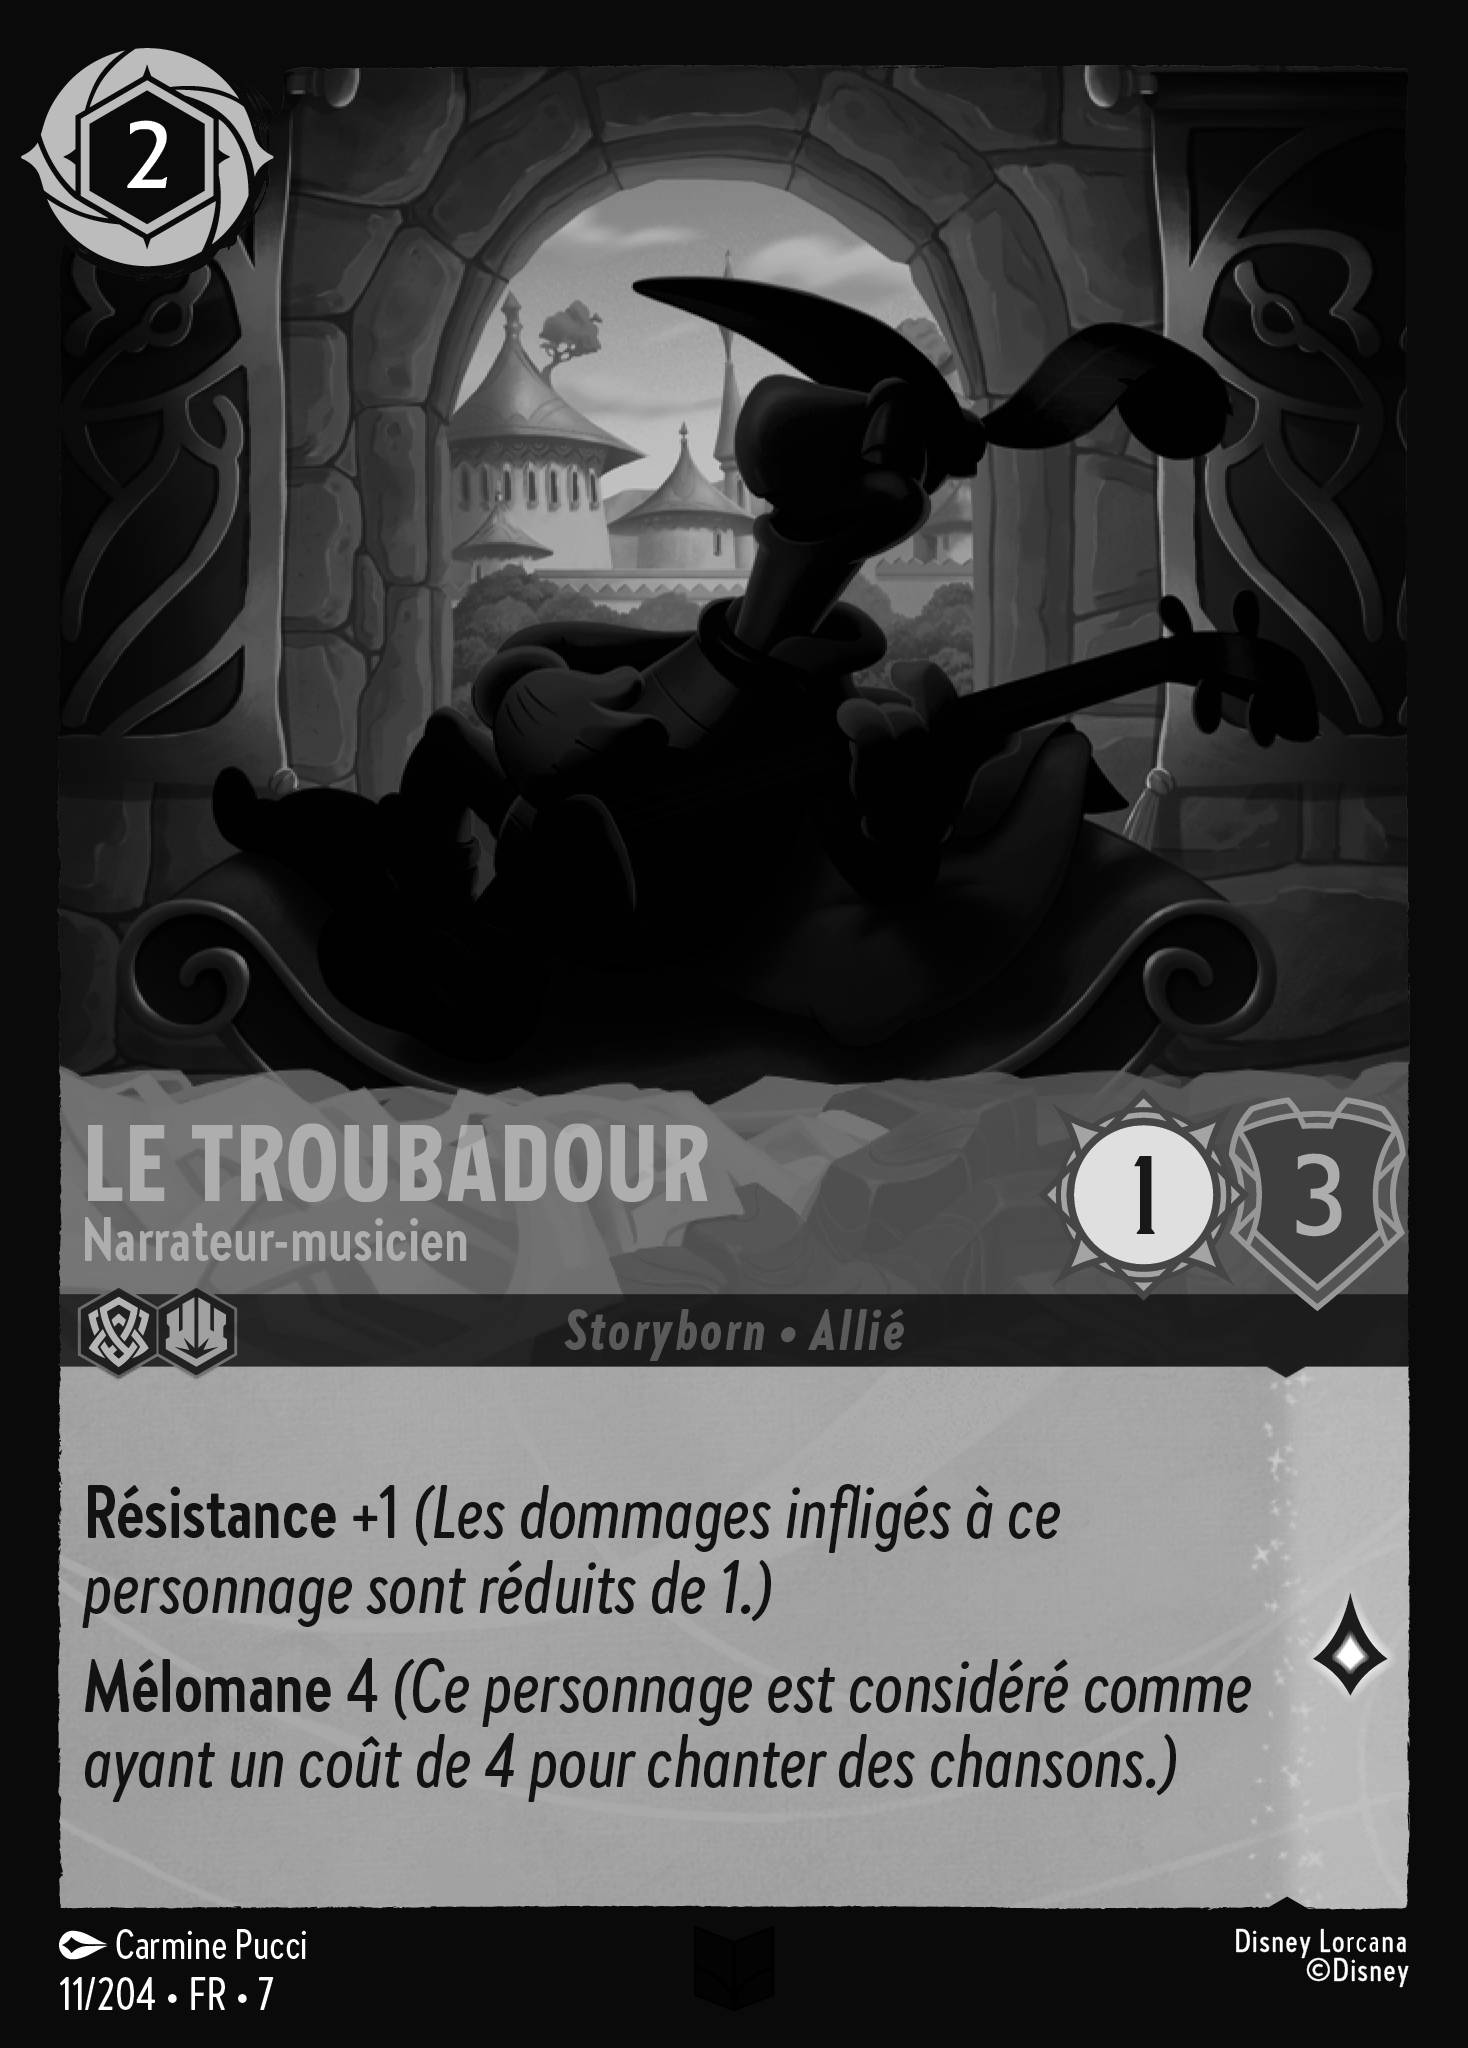 2
LE TROUBADOUR
Narrateur-musicien
1
3
Storyborn • Allié
Résistance +1 (Les dommages infligés à ce
personnage sont réduits de 1.)
Mélomane 4 (Ce personnage est considéré comme
ayant un coût de 4 pour chanter des chansons.)
Carmine Pucci
11/204 • FR • 7
Disney Lorcana
©Disney